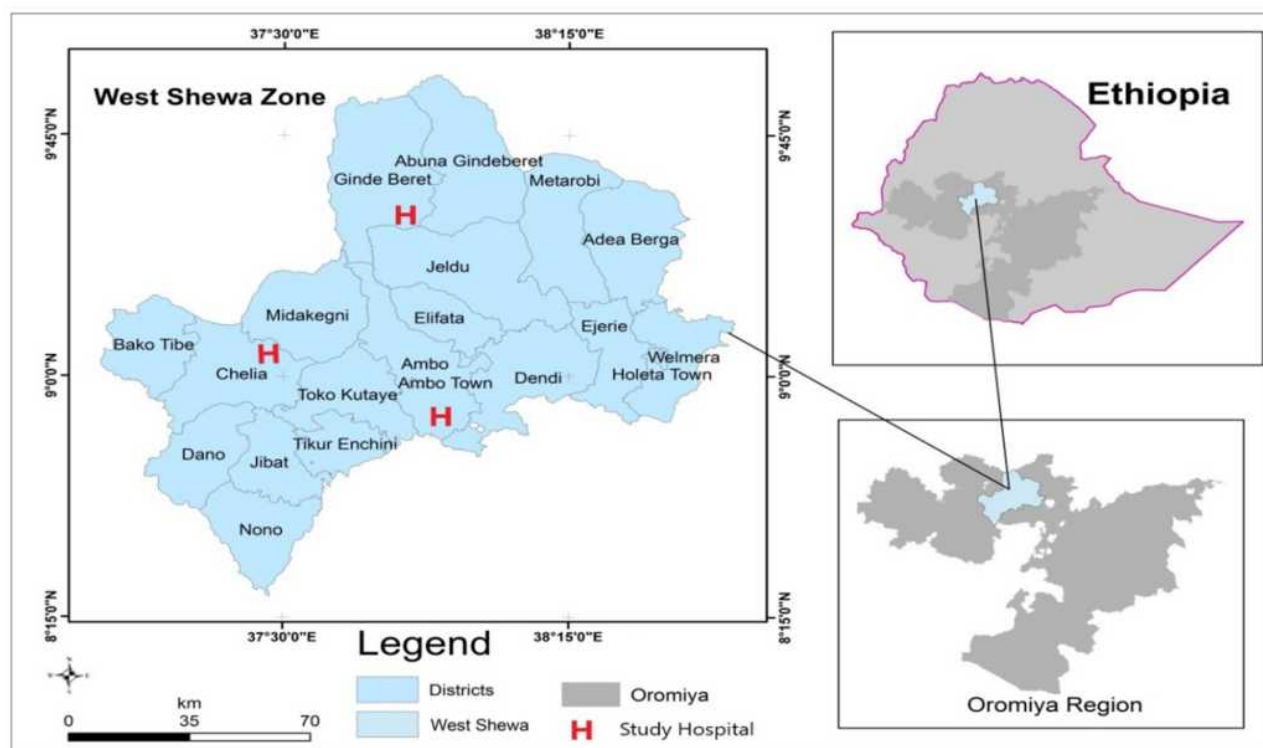 37°30'0"E
38°15'0"E
West Shewa Zone
9°45'0"N
9°45'0"N
Abuna Gindeberet
Ginde Beret
Metarobi
H
Adea Berga
Jeldu
Midakegni
Elifata
Ejerie
Bako Tibe
H
Chelia
Ambo
Welmera
Ambo Town
Dendi
Holeta Town
9°0'0"N
9°0'0"N
Toko Kutaye
H
Tikur Enchini
Dano
Jibat
Nono
8°15'0"N
8°15'0"N
37°30'0"E
38°15'0"E
Ethiopia
Oromiya Region
Legend
Districts
West Shewa
Oromiya
H Study Hospital
km
0 35 70